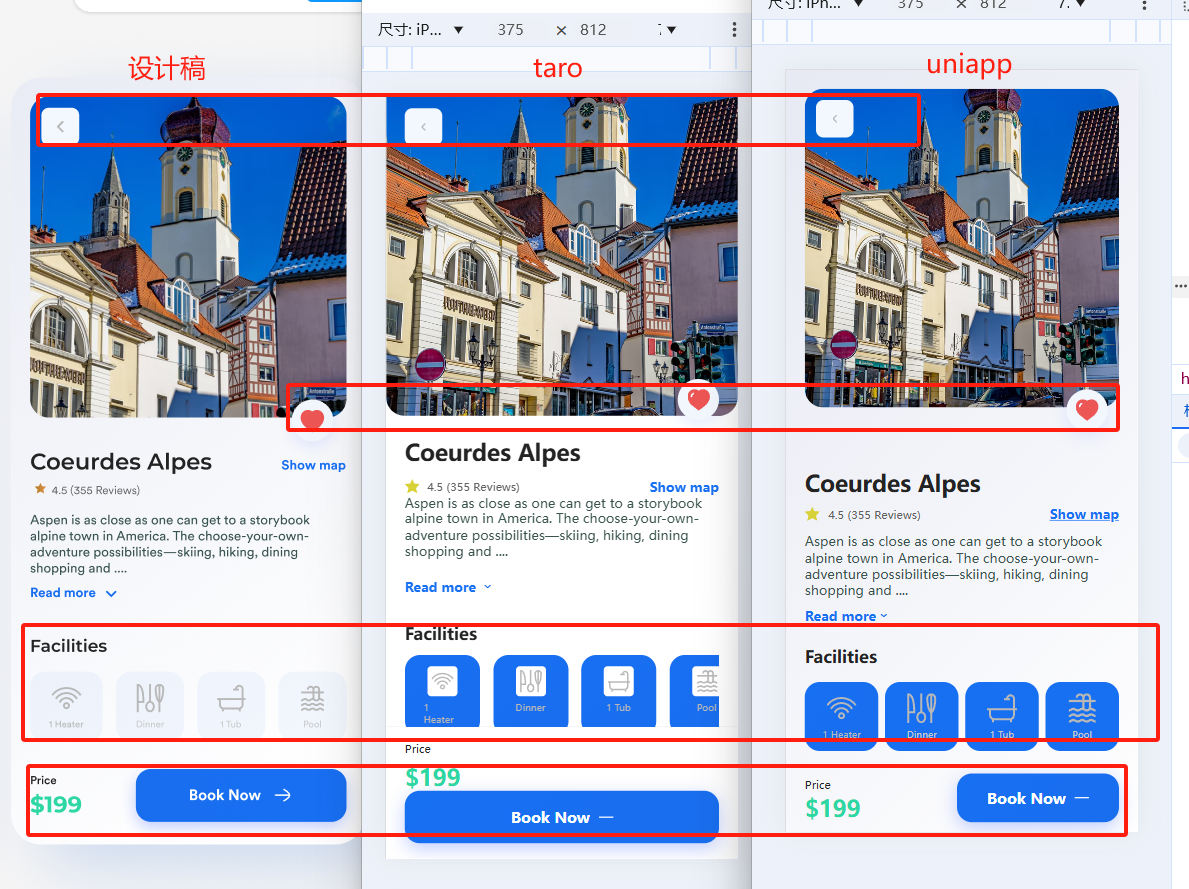 尺寸: iP... ▼ 375 × 812 ▼
尺寸: iPh... ▼ 375 × 812 7. ▼
设计稿
taro
uniapp
Coeurdes Alpes
Show map
4.5 (355 Reviews)
Aspen is as close as one can get to a storybook
alpine town in America. The choose-your-own-
adventure possibilities—skiing, hiking, dining
shopping and ....
Read more
Facilities
1 Heater
Dinner
1 Tub
Pool
Price
$199
Book Now →
Coeurdes Alpes
4.5 (355 Reviews)
Show map
Aspen is as close as one can get to a storybook
alpine town in America. The choose-your-own-
adventure possibilities—skiing, hiking, dining
shopping and ....
Read more
Facilities
1
Heater
Dinner
1 Tub
Pool
Price
$199
Book Now —
Coeurdes Alpes
4.5 (355 Reviews)
Show map
Aspen is as close as one can get to a storybook
alpine town in America. The choose-your-own-
adventure possibilities—skiing, hiking, dining
shopping and ....
Read more
Facilities
1 Heater
Dinner
1 Tub
Pool
Price
$199
Book Now —